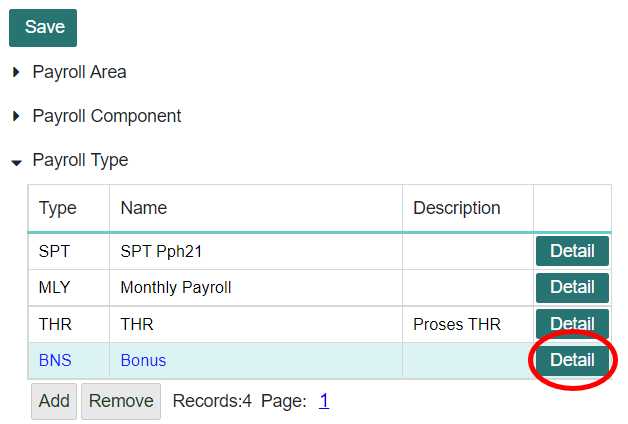 Save
Payroll Area
Payroll Component
Payroll Type
Type Name Description
SPT SPT Pph21 Detail
MLY Monthly Payroll Detail
THR THR Proses THR Detail
BNS Bonus Detail
Add Remove Records:4 Page: 1